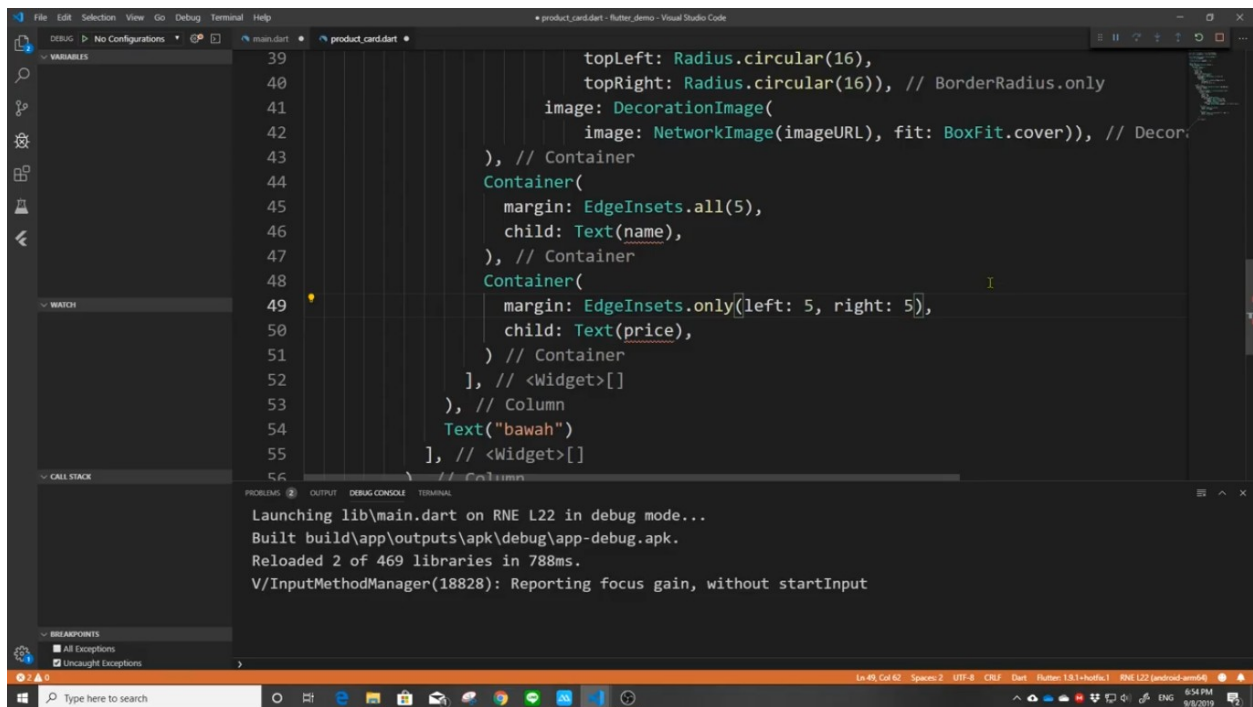 File Edit Selection View Go Debug Terminal Help
● product_card.dart - flutter_demo - Visual Studio Code
DEBUG No Configurations
main.dart ● product_card.dart ●
VARIABLES
39 topLeft: Radius.circular(16),
40 topRight: Radius.circular(16)), // BorderRadius.only
41 image: DecorationImage(
42 image: NetworkImage(imageURL), fit: BoxFit.cover)), // Decor
43 ), // Container
44 Container(
45 margin: EdgeInsets.all(5),
46 child: Text(name),
47 ), // Container
48 Container(
WATCH
49 margin: EdgeInsets.only(left: 5, right: 5),
50 child: Text(price),
51 ) // Container
52 ], // <Widget>[]
53 ), // Column
54 Text("bawah")
55 ], // <Widget>[]
CALL STACK
56 ) // Column
PROBLEMS 2 OUTPUT DEBUG CONSOLE TERMINAL
Launching lib\main.dart on RNE L22 in debug mode...
Built build\app\outputs\apk\debug\app-debug.apk.
Reloaded 2 of 469 libraries in 788ms.
V/InputMethodManager(18828): Reporting focus gain, without startInput
BREAKPOINTS
All Exceptions
Uncaught Exceptions
2 0
Ln 49, Col 62 Spaces: 2 UTF-8 CRLF Dart Flutter: 1.9.1+hotfix.1 RNE L22 (android-arm64)
Type here to search
ENG
6:54 PM
9/8/2019